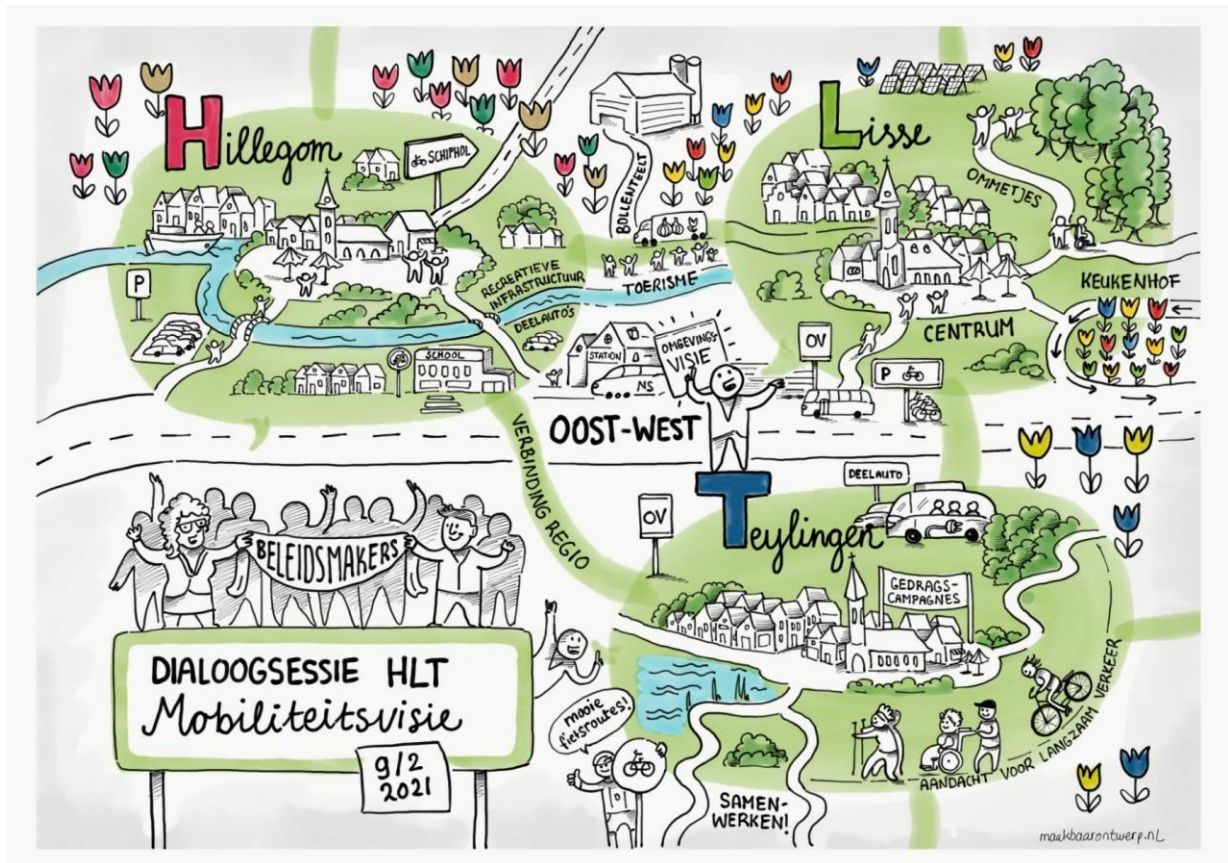 Hillegom
SCHIPHOL
P
RECREATIEVE
INFRASTRUCTUUR
DEELAUTO'S
SCHOOL
BOLLENTEELT
TOERISME
STATION
NS
OMGEVINGS-
VISIE
Lisse
OMMETJES
KEUKENHOF
CENTRUM
OV
P
OOST-WEST
VERBINDING REGIO
OV
Teylingen
DEELAUTO
GEDRAGS-
CAMPAGNES
AANDACHT VOOR LANGZAAM VERKEER
BELEIDSMAKERS
DIALOOGSESSIE HLT
Mobiliteitsvisie
9/2
2021
mooie
fietsroutes!
SAMEN-
WERKEN!
maakbaarontwerp.nl